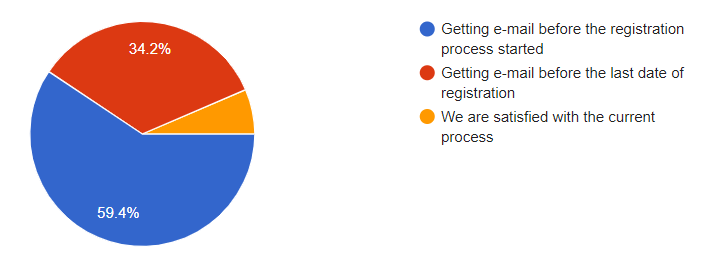 34.2%
59.4%
Getting e-mail before the registration
process started
Getting e-mail before the last date of
registration
We are satisfied with the current
process